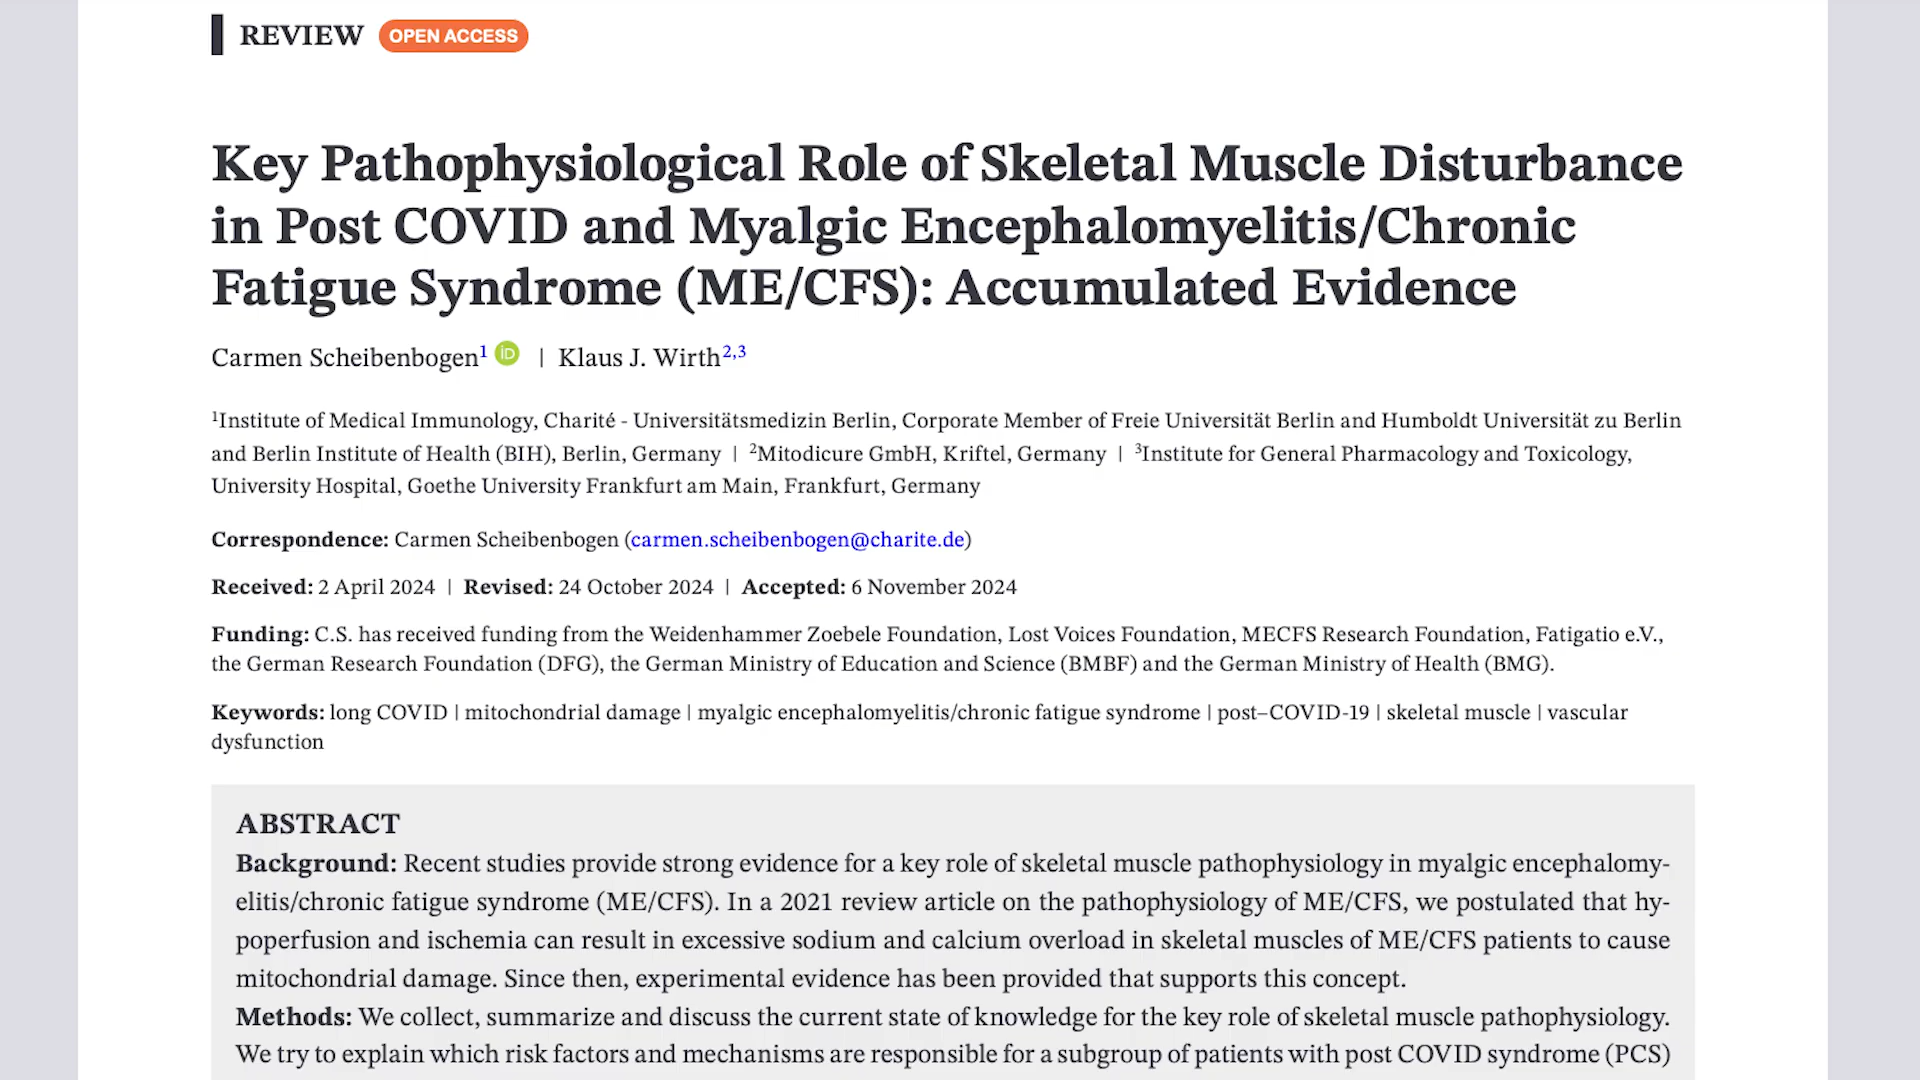 REVIEW OPEN ACCESS
Key Pathophysiological Role of Skeletal Muscle Disturbance
in Post COVID and Myalgic Encephalomyelitis/Chronic
Fatigue Syndrome (ME/CFS): Accumulated Evidence
Carmen Scheibenbogen1 iD | Klaus J. Wirth2,3
1Institute of Medical Immunology, Charité - Universitätsmedizin Berlin, Corporate Member of Freie Universität Berlin and Humboldt Universität zu Berlin
and Berlin Institute of Health (BIH), Berlin, Germany | 2Mitodicure GmbH, Kriftel, Germany | 3Institute for General Pharmacology and Toxicology,
University Hospital, Goethe University Frankfurt am Main, Frankfurt, Germany
Correspondence: Carmen Scheibenbogen (carmen.scheibenbogen@charite.de)
Received: 2 April 2024 | Revised: 24 October 2024 | Accepted: 6 November 2024
Funding: C.S. has received funding from the Weidenhammer Zoebele Foundation, Lost Voices Foundation, MECFS Research Foundation, Fatigatio e.V.,
the German Research Foundation (DFG), the German Ministry of Education and Science (BMBF) and the German Ministry of Health (BMG).
Keywords: long COVID | mitochondrial damage | myalgic encephalomyelitis/chronic fatigue syndrome | post–COVID-19 | skeletal muscle | vascular
dysfunction
ABSTRACT
Background: Recent studies provide strong evidence for a key role of skeletal muscle pathophysiology in myalgic encephalomy-
elitis/chronic fatigue syndrome (ME/CFS). In a 2021 review article on the pathophysiology of ME/CFS, we postulated that hy-
poperfusion and ischemia can result in excessive sodium and calcium overload in skeletal muscles of ME/CFS patients to cause
mitochondrial damage. Since then, experimental evidence has been provided that supports this concept.
Methods: We collect, summarize and discuss the current state of knowledge for the key role of skeletal muscle pathophysiology.
We try to explain which risk factors and mechanisms are responsible for a subgroup of patients with post COVID syndrome (PCS)